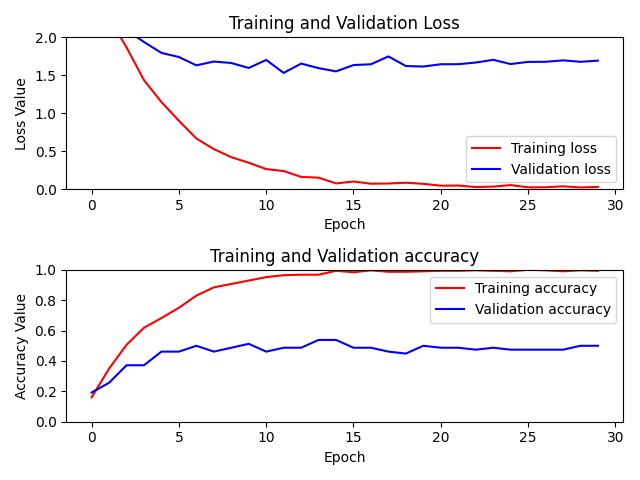 Training and Validation Loss
2.0
1.5
1.0
0.5
0.0
Loss Value
Training loss
Validation loss
0 5 10 15 20 25 30
Epoch
Training and Validation accuracy
1.0
0.8
0.6
0.4
0.2
0.0
Accuracy Value
Training accuracy
Validation accuracy
0 5 10 15 20 25 30
Epoch